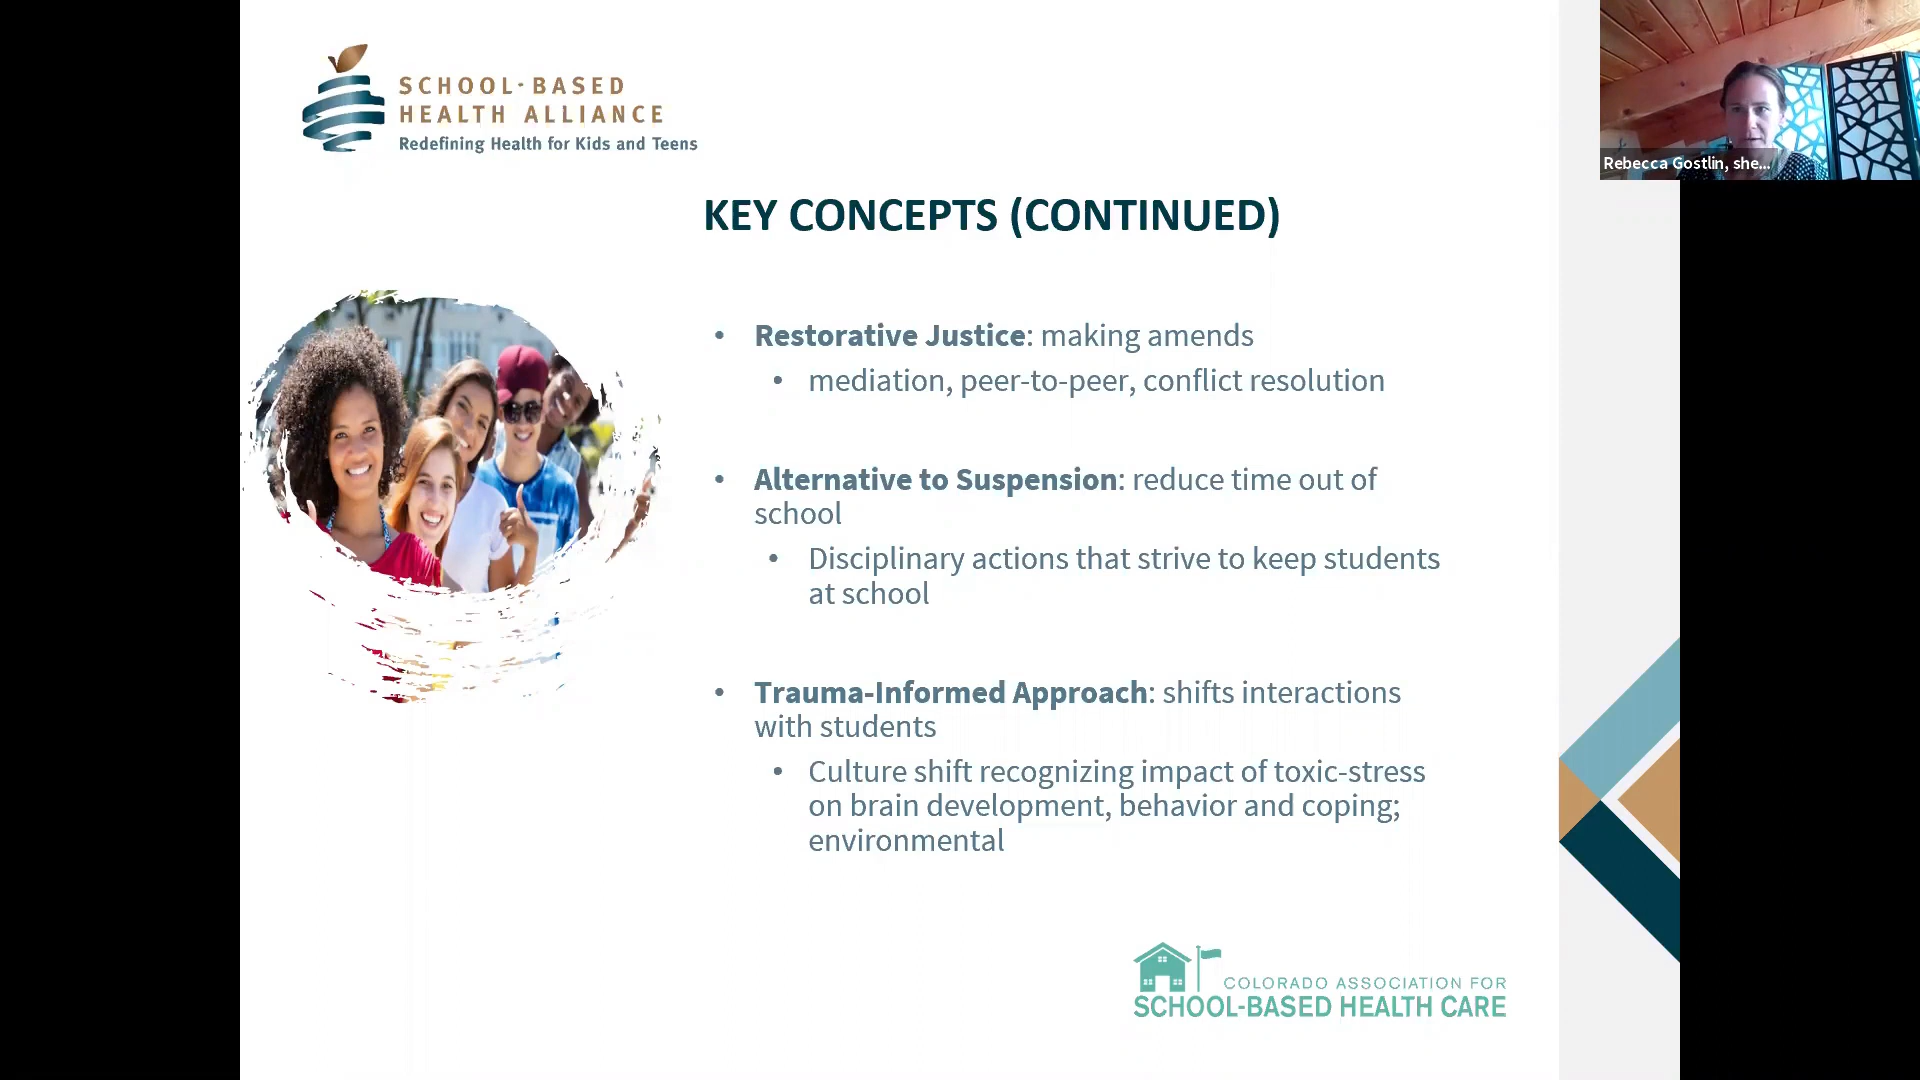 SCHOOL-BASED
HEALTH ALLIANCE
Redefining Health for Kids and Teens
Rebecca Gostlin, she...
KEY CONCEPTS (CONTINUED)
• Restorative Justice: making amends
• mediation, peer-to-peer, conflict resolution
• Alternative to Suspension: reduce time out of
school
• Disciplinary actions that strive to keep students
at school
• Trauma-Informed Approach: shifts interactions
with students
• Culture shift recognizing impact of toxic-stress
on brain development, behavior and coping;
environmental
COLORADO ASSOCIATION FOR
SCHOOL-BASED HEALTH CARE